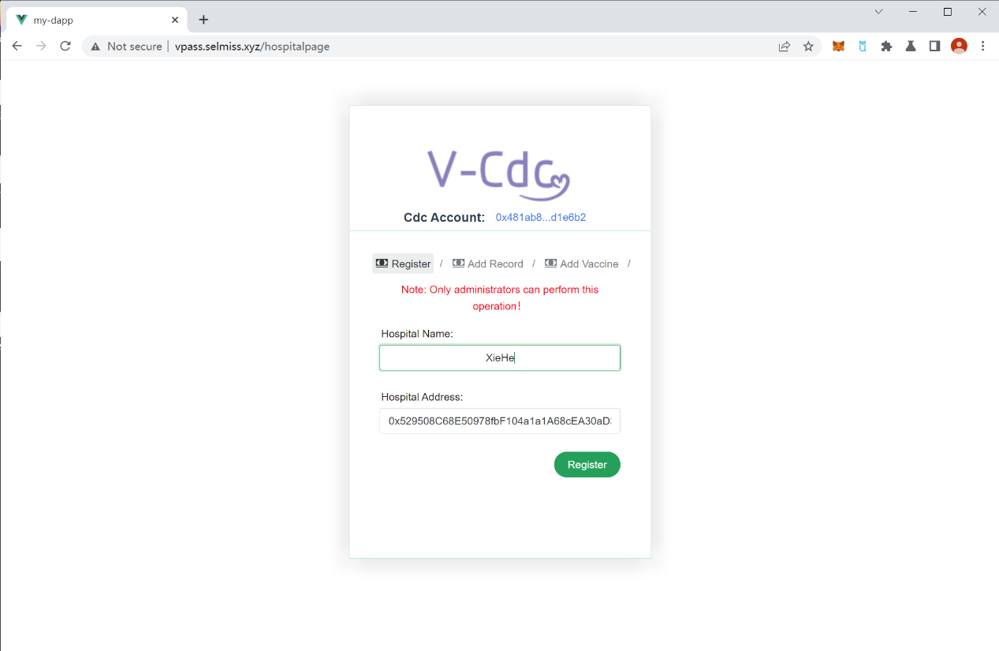 my-dapp
Not secure | vpass.selmiss.xyz/hospitalpage
V-Cdc
Cdc Account: 0x481ab8...d1e6b2
Register / Add Record / Add Vaccine /
Note: Only administrators can perform this
operation!
Hospital Name:
XieHe
Hospital Address:
0x529508C68E50978fbF104a1a1A68cEA30aD
Register